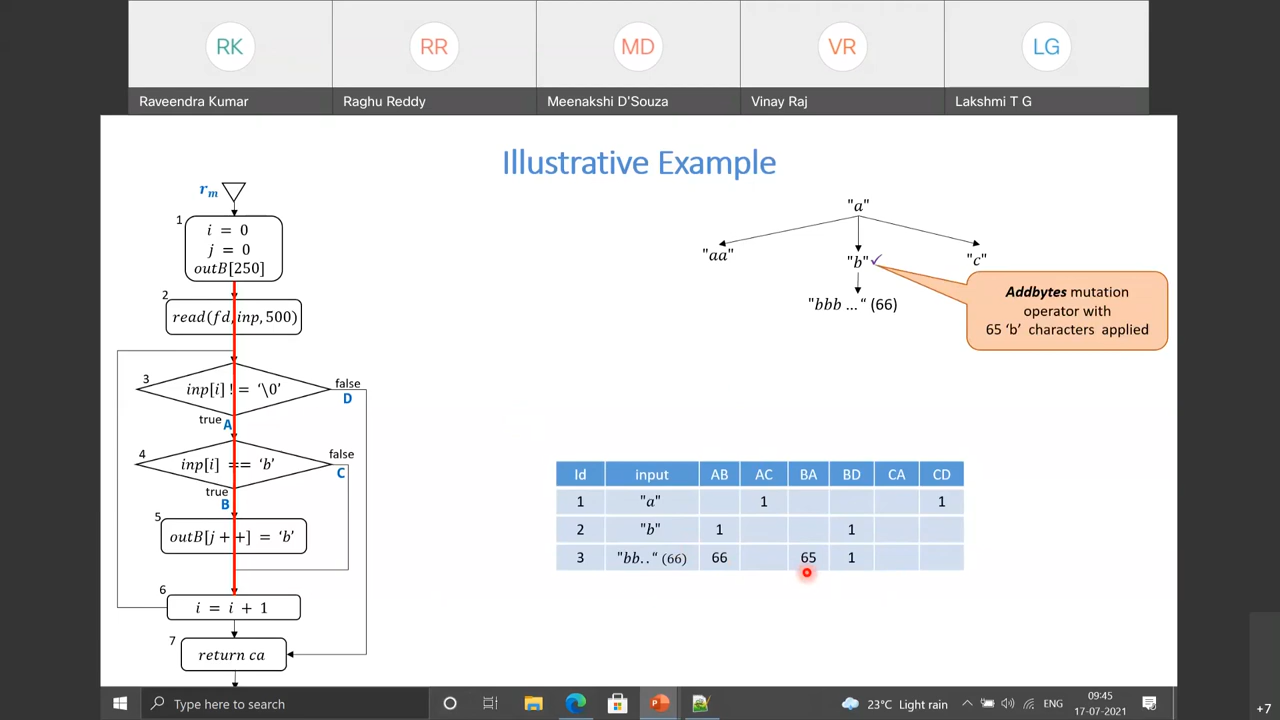 RK
RR
MD
VR
LG
Raveendra Kumar
Raghu Reddy
Meenakshi D'Souza
Vinay Raj
Lakshmi T G
Illustrative Example
rm
1
i = 0
j = 0
outB[250]
2
read(fd, inp, 500)
3
inp[i] ! = '\0'
false
D
true
A
4
inp[i] == 'b'
false
C
true
B
5
outB[j + +] = 'b'
6
i = i + 1
7
return ca
"a"
"aa"
"b"✓
"c"
"bbb ..." (66)
Addbytes mutation
operator with
65 'b' characters applied
Id input AB AC BA BD CA CD
1 "a" 1 1
2 "b" 1 1
3 "bb.." (66) 66 65 1
Type here to search
23°C Light rain
ENG
09:45
17-07-2021
+7